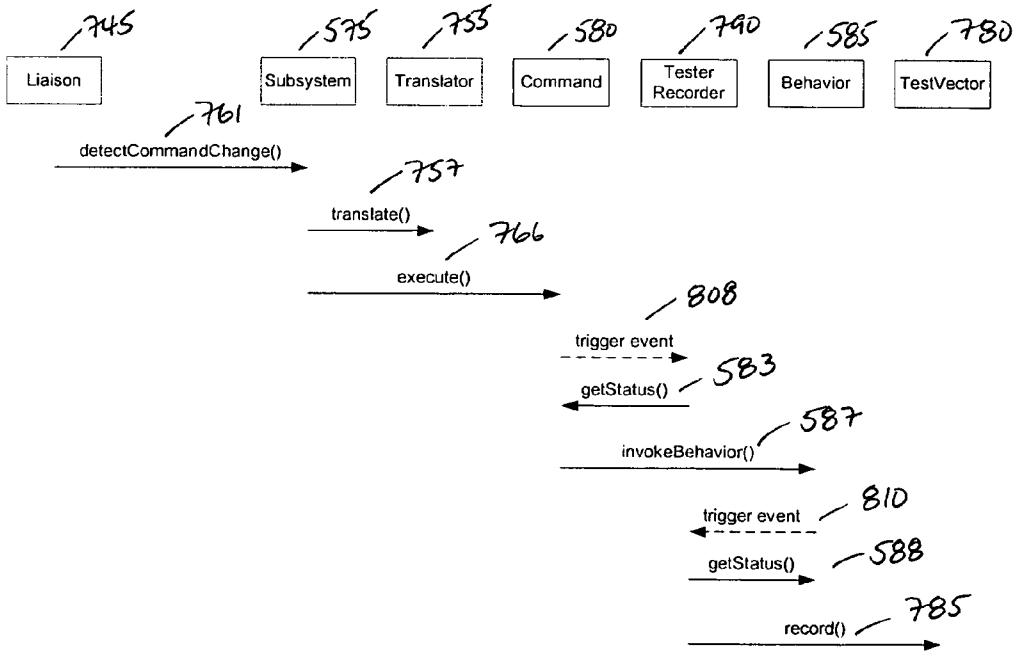 745
575
755
580
790
585
780
Liaison
Subsystem
Translator
Command
Tester
Recorder
Behavior
TestVector
761
detectCommandChange()
757
translate()
766
execute()
808
trigger event
583
getStatus()
587
invokeBehavior()
810
trigger event
588
getStatus()
785
record()